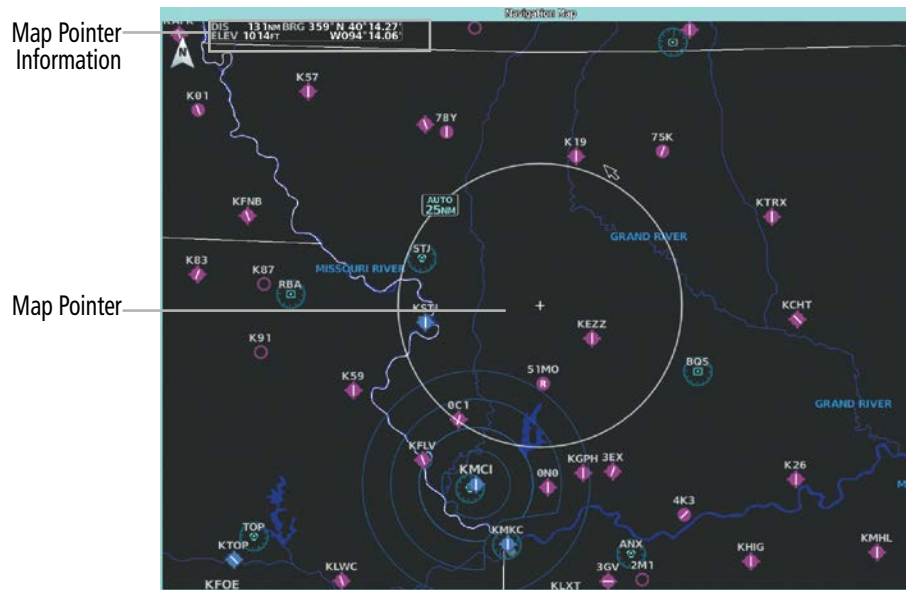 Navigation Map
Map Pointer
Information
DIS 131NM BRG 359° N 40°14.27'
ELEV 1014FT W094°14.06'
N
K57
K01
78Y
K19
75K
KFNB
AUTO
25NM
KTRX
GRAND RIVER
STJ
K83
K87
MISSOURI RIVER
RBA
Map Pointer
KSTJ
KCHT
KEZZ
K91
51MO
R
BQS
K59
GRAND RIVER
0C1
KFLV
KMCI
KGPH
3EX
0N0
K26
M
4K3
TOP
KMKC
ANX
KTOP
KHIG
KMHL
KLWC
3GV
2M1
KFOE
KLXT